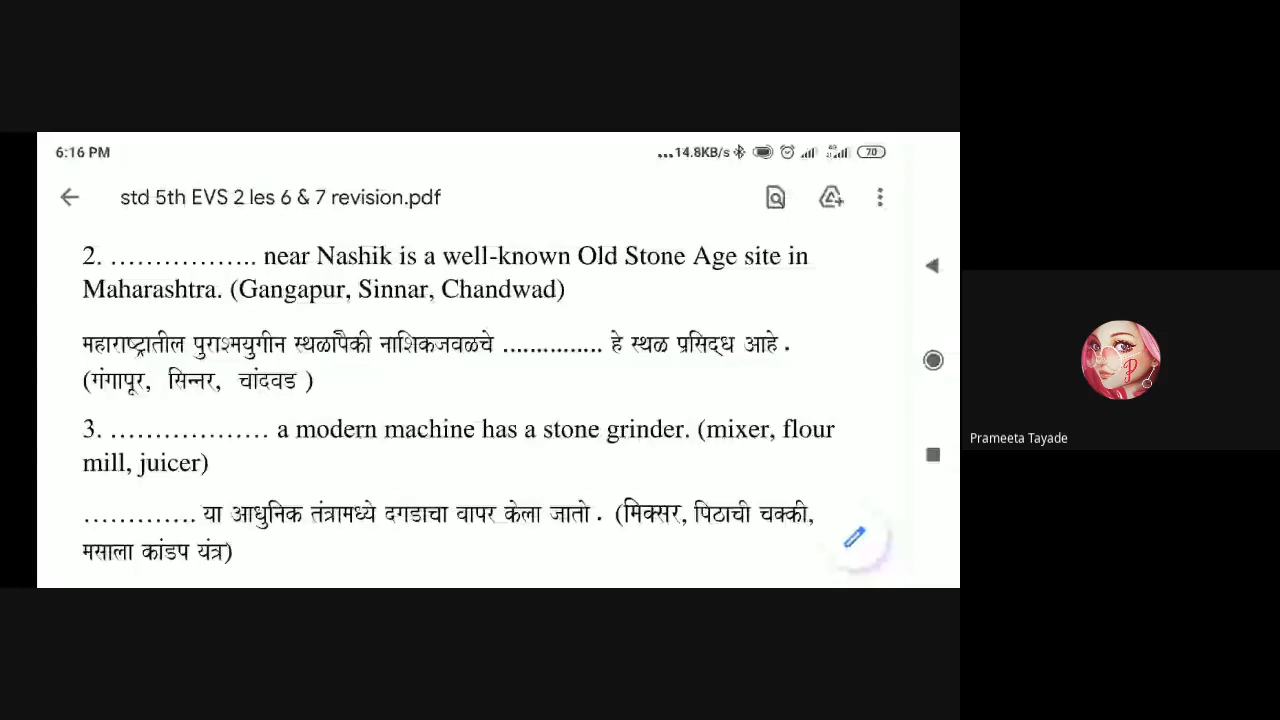 6:16 PM
...14.8KB/s 4G 70
std 5th EVS 2 les 6 & 7 revision.pdf
2. …………….. near Nashik is a well-known Old Stone Age site in
Maharashtra. (Gangapur, Sinnar, Chandwad)
महाराष्ट्रातील पुराश्मयुगीन स्थळांपैकी नाशिकजवळचे ............... हे स्थळ प्रसिद्ध आहे .
(गंगापूर, सिन्नर, चांदवड )
3. ……………… a modern machine has a stone grinder. (mixer, flour
mill, juicer)
…………. या आधुनिक तंत्रामध्ये दगडाचा वापर केला जातो . (मिक्सर, पिठाची चक्की,
मसाला कांडप यंत्र)
P
Prameeta Tayade